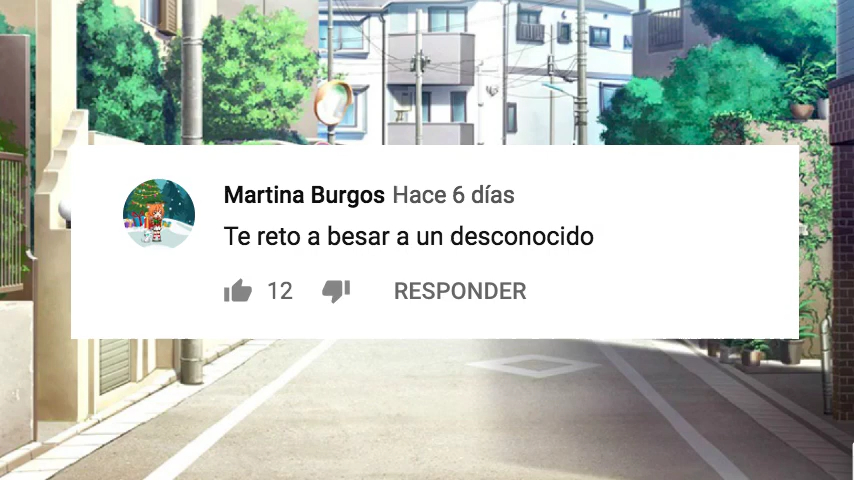 Martina Burgos Hace 6 días
Te reto a besar a un desconocido
12 RESPONDER